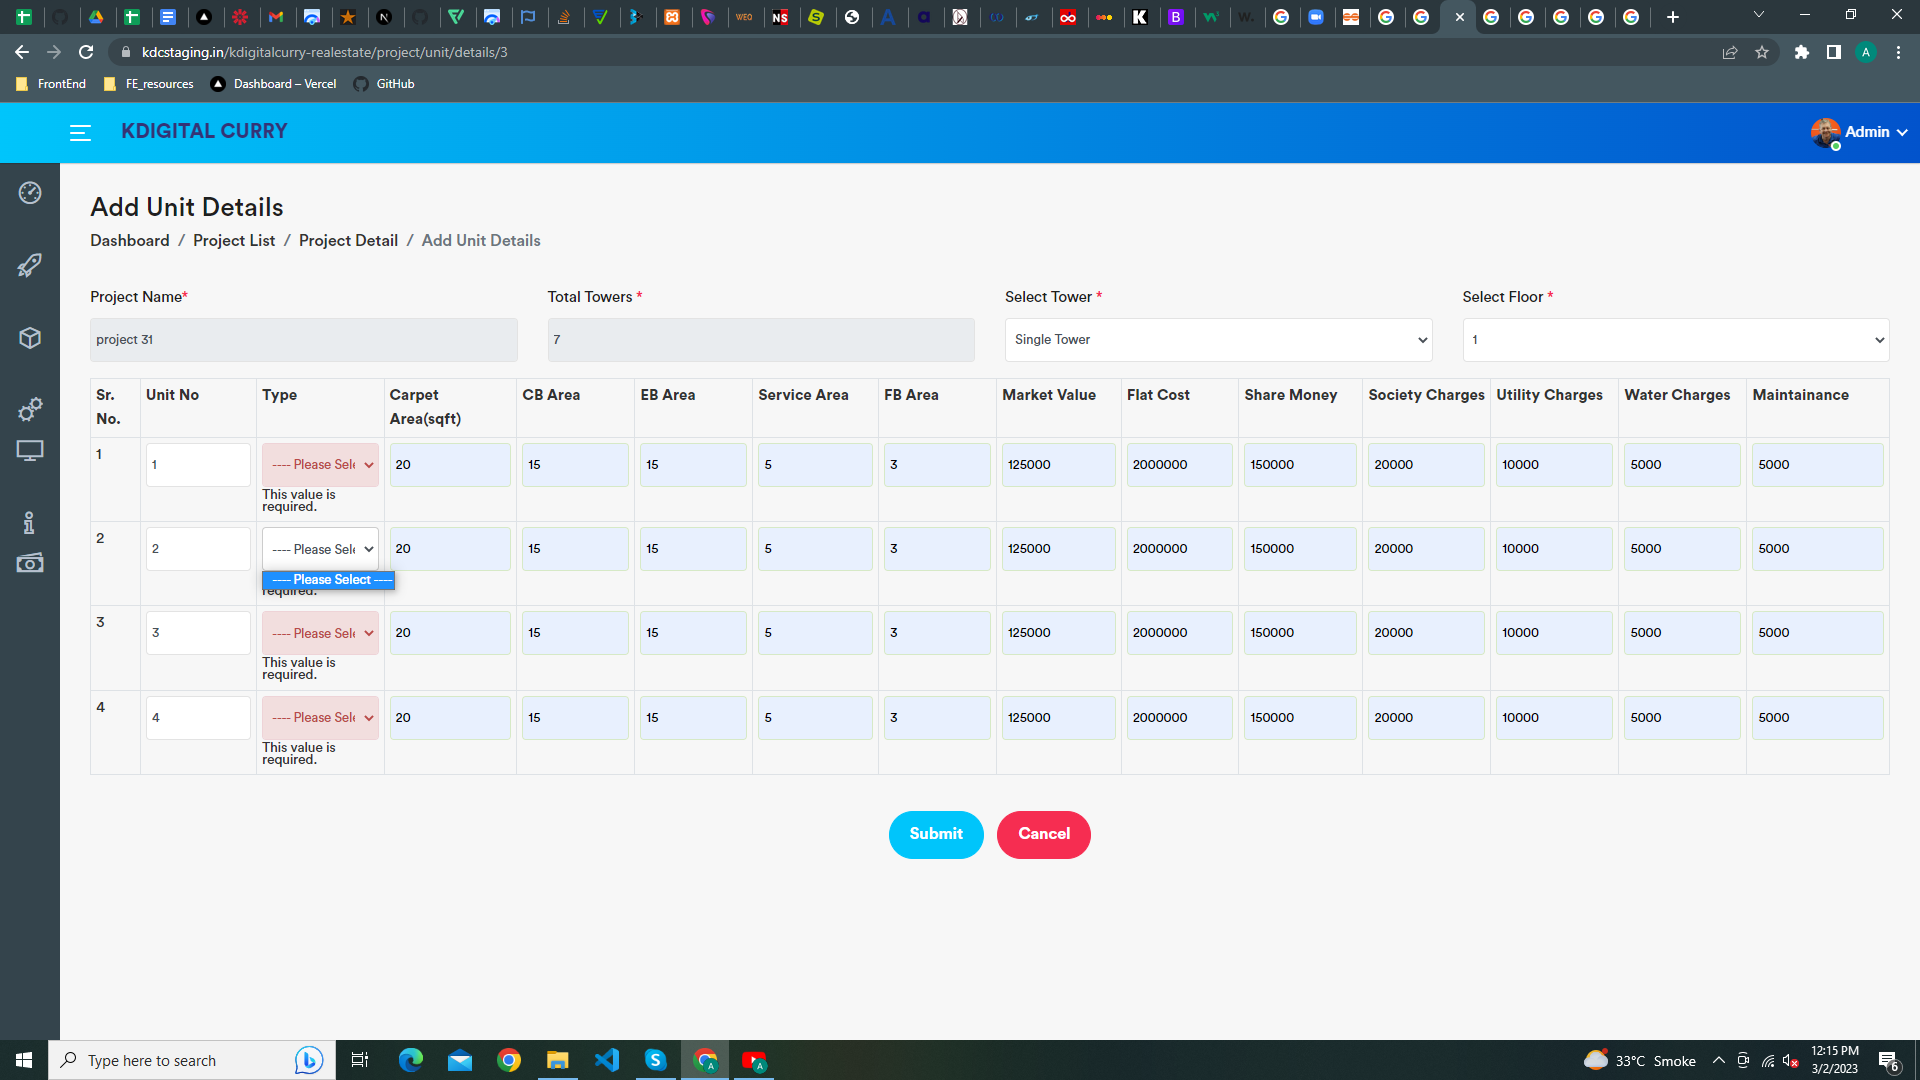 WEQ
NS
K
B
W.
kdcstaging.in/kdigitalcurry-realestate/project/unit/details/3
A
FrontEnd
FE_resources
Dashboard – Vercel
GitHub
KDIGITAL CURRY
Admin
Add Unit Details
Dashboard / Project List / Project Detail / Add Unit Details
Project Name* Total Towers * Select Tower * Select Floor *
project 31 7 Single Tower 1
Sr. No. Unit No Type Carpet Area(sqft) CB Area EB Area Service Area FB Area Market Value Flat Cost Share Money Society Charges Utility Charges Water Charges Maintainance
1 1 ---- Please Sele 20 15 15 5 3 125000 2000000 150000 20000 10000 5000 5000
This value is
required.
2 2 ---- Please Sele 20 15 15 5 3 125000 2000000 150000 20000 10000 5000 5000
---- Please Select ----
required.
3 3 ---- Please Sele 20 15 15 5 3 125000 2000000 150000 20000 10000 5000 5000
This value is
required.
4 4 ---- Please Sele 20 15 15 5 3 125000 2000000 150000 20000 10000 5000 5000
This value is
required.
Submit
Cancel
Type here to search
33°C Smoke
12:15 PM
3/2/2023
6